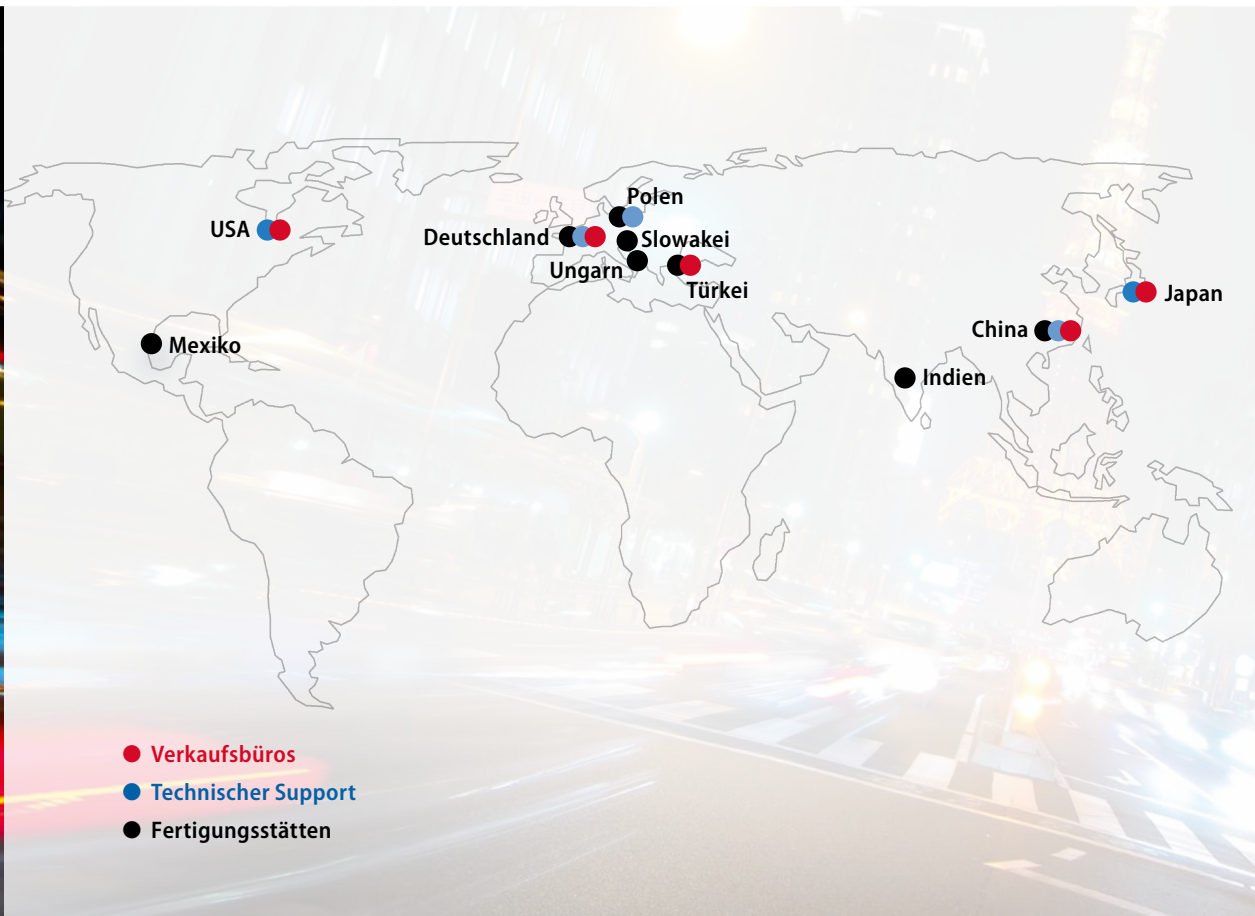 Polen
USA
Deutschland
Slowakei
Ungarn
Türkei
Japan
China
Mexiko
Indien
Verkaufsbüros
Technischer Support
Fertigungsstätten